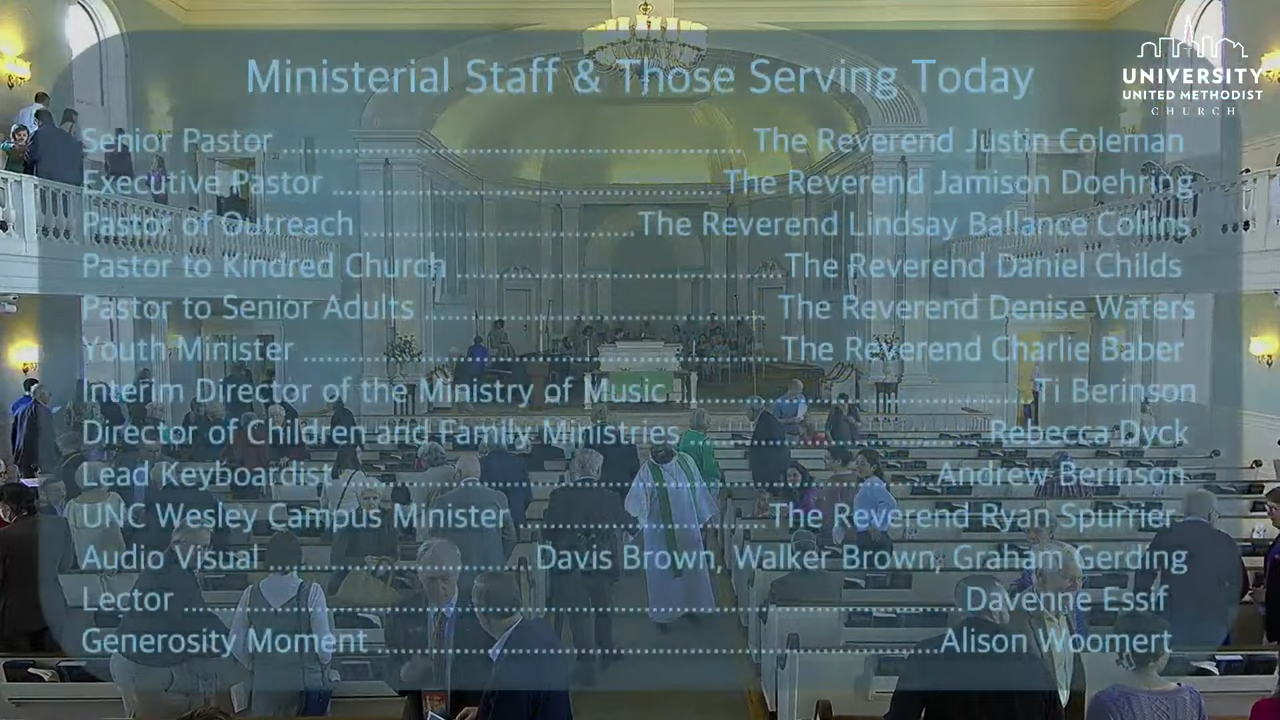 Ministerial Staff & Those Serving Today
UNIVERSITY
UNITED METHODIST
CHURCH
Senior Pastor ........................................................ The Reverend Justin Coleman
Executive Pastor ................................................The Reverend Jamison Doehring
Pastor of Outreach .................................The Reverend Lindsay Ballance Collins
Pastor to Kindred Church ....................................... The Reverend Daniel Childs
Pastor to Senior Adults ......................................... The Reverend Denise Waters
Youth Minister .......................................................... The Reverend Charlie Baber
Interim Director of the Ministry of Music .............................................Ti Berinson
Director of Children and Family Ministries ..................................... Rebecca Dyck
Lead Keyboardist ........................................................................Andrew Berinson
UNC Wesley Campus Minister ............................The Reverend Ryan Spurrier
Audio Visual ................................Davis Brown, Walker Brown, Graham Gerding
Lector ..............................................................................................Davenne Essif
Generosity Moment ....................................................................Alison Woomert